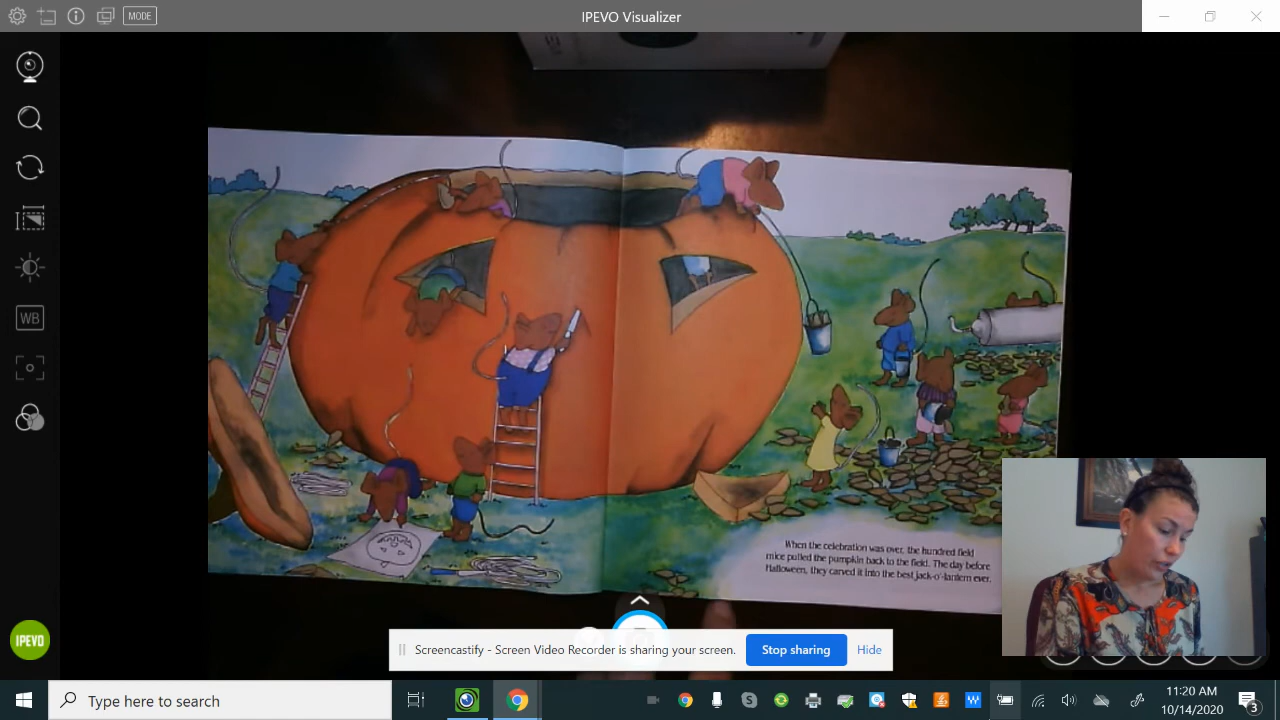 MODE
IPEVO Visualizer
WB
IPEVO
When the celebration was over, the hundred field
mice pulled the pumpkin back to the field. The day before
Halloween, they carved it into the best jack-o'-lantern ever.
Screencastify - Screen Video Recorder is sharing your screen.
Stop sharing
Hide
Type here to search
11:20 AM
10/14/2020
3